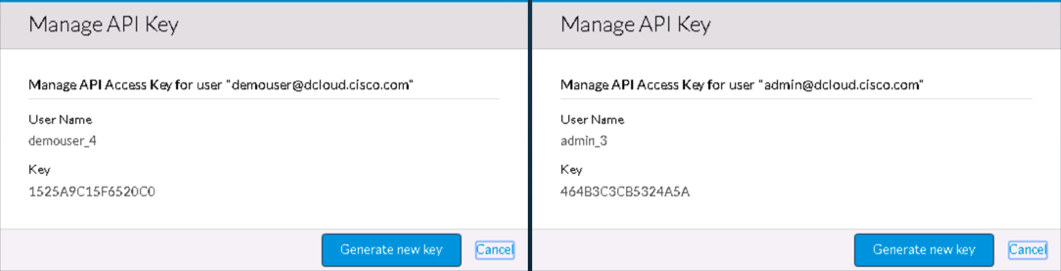 Manage API Key
Manage API Access Key for user "demouser@dcloud.cisco.com"
User Name
demouser_4
Key
1525A9C15F6520C0
Generate new key
Cancel
Manage API Key
Manage API Access Key for user "admin@dcloud.cisco.com"
User Name
admin_3
Key
464B3C3CB5324A5A
Generate new key
Cancel